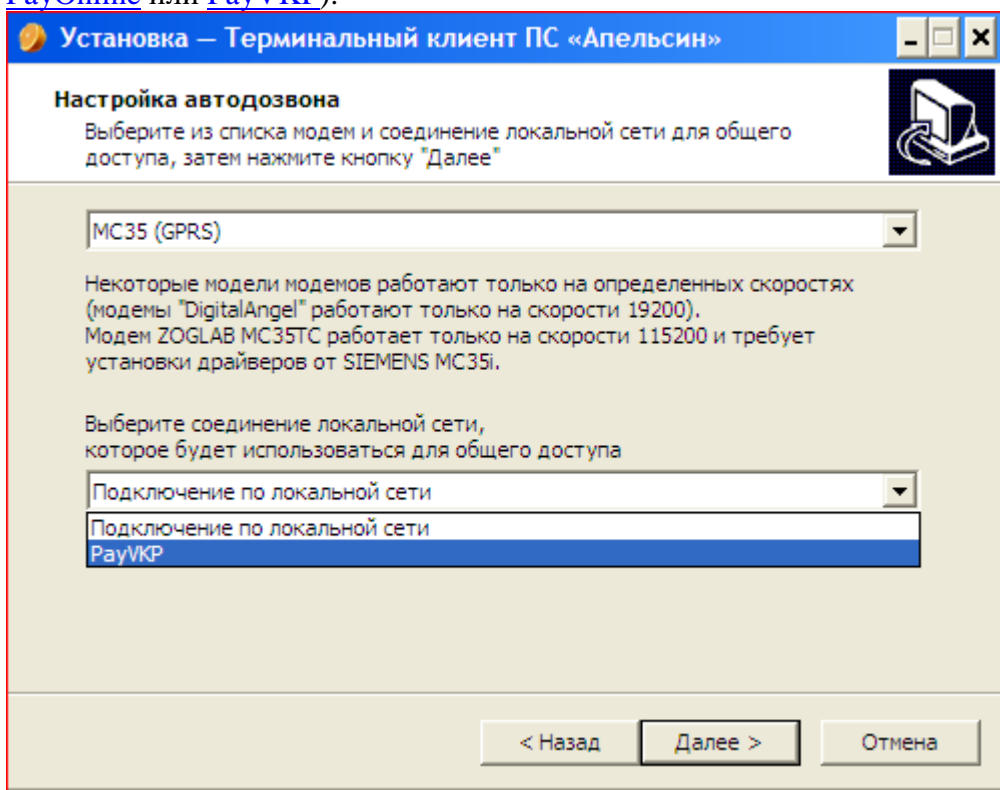 PayOnline или PayVKP).
Установка — Терминальный клиент ПС «Апельсин»
Настройка автодозвона
Выберите из списка модем и соединение локальной сети для общего
доступа, затем нажмите кнопку "Далее"
MC35 (GPRS)
Некоторые модели модемов работают только на определенных скоростях
(модемы "DigitalAngel" работают только на скорости 19200).
Модем ZOGLAB MC35TC работает только на скорости 115200 и требует
установки драйверов от SIEMENS MC35i.
Выберите соединение локальной сети,
которое будет использоваться для общего доступа
Подключение по локальной сети
Подключение по локальной сети
PayVKP
< Назад
Далее >
Отмена